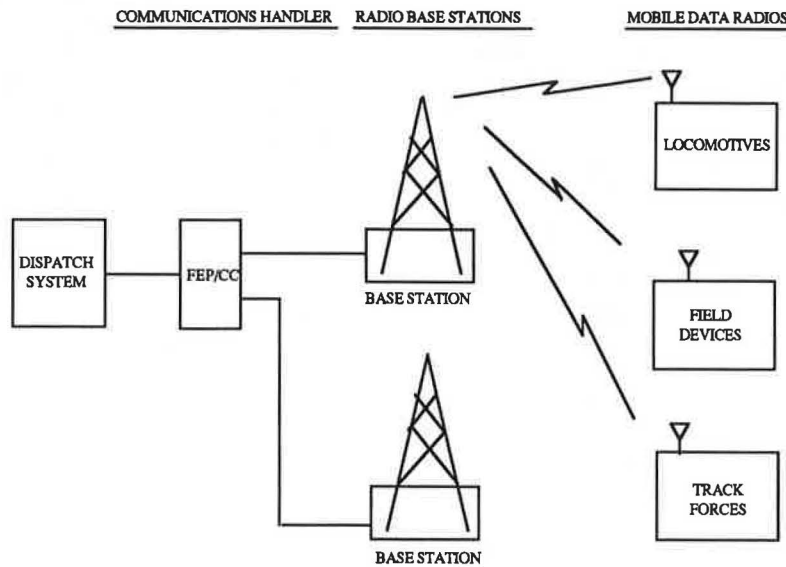 COMMUNICATIONS HANDLER
RADIO BASE STATIONS
MOBILE DATA RADIOS
LOCOMOTIVES
DISPATCH
SYSTEM
FEP/CC
BASE STATION
FIELD
DEVICES
TRACK
FORCES
BASE STATION